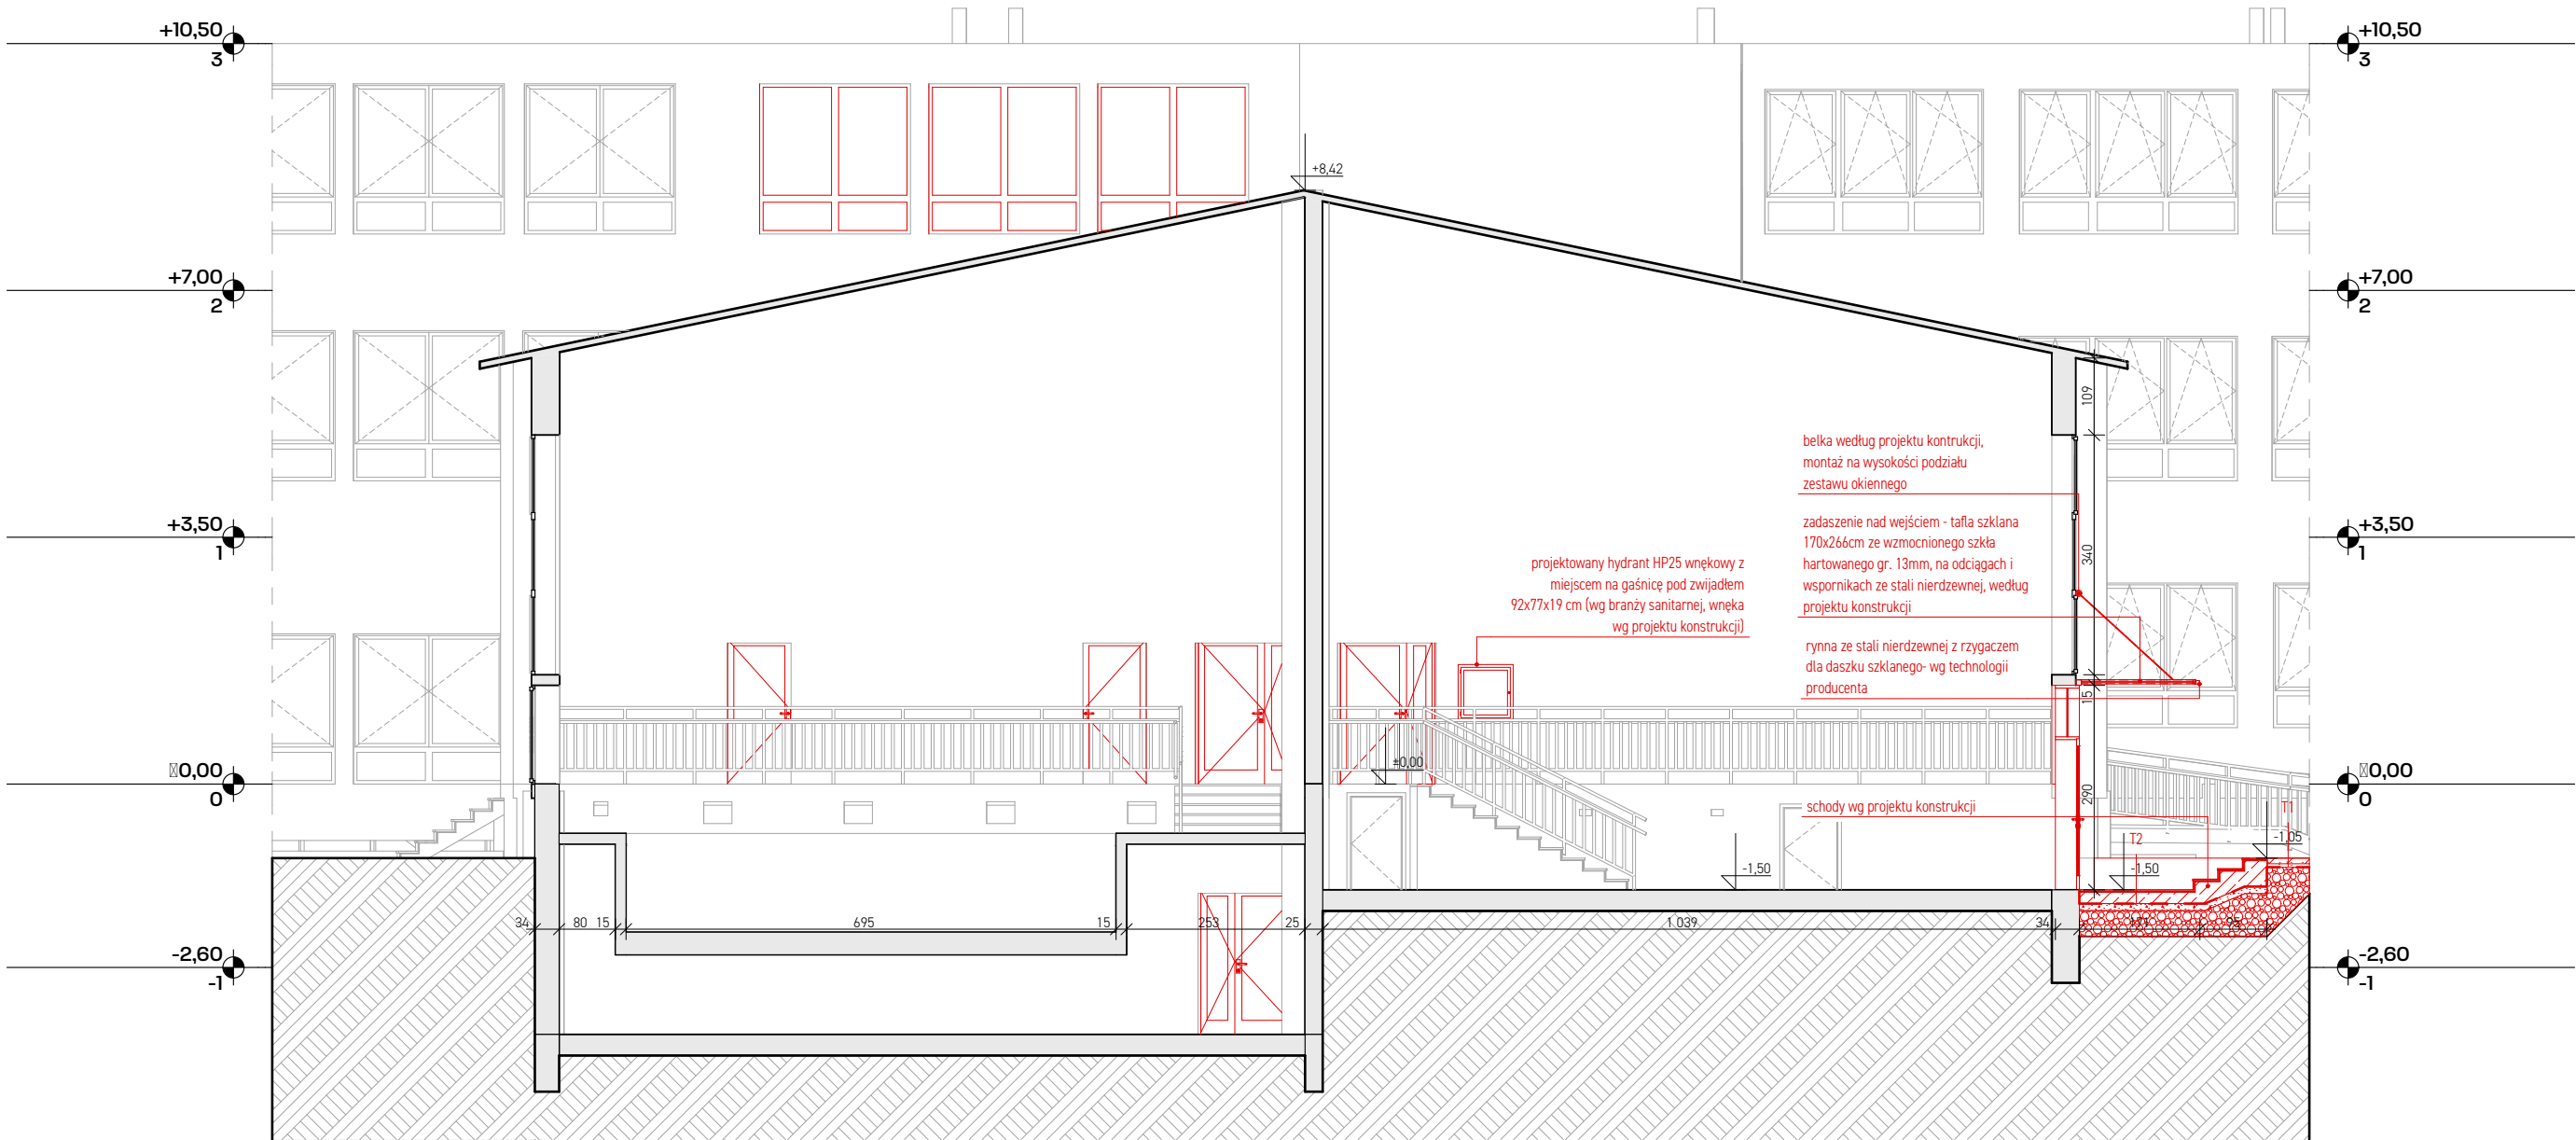 +10,50
3
+10,50
3
+8,42
+7,00
2
+7,00
2
109
belka według projektu kontrukcji,
montaż na wysokości podziału
zestawu okiennego
+3,50
1
+3,50
1
zadaszenie nad wejściem - tafla szklana
170x266cm ze wzmocnionego szkła
hartowanego gr. 13mm, na odciągach i
wspornikach ze stali nierdzewnej, według
projektu konstrukcji
340
projektowany hydrant HP25 wnękowy z
miejscem na gaśnicę pod zwijadłem
92x77x19 cm (wg branży sanitarnej, wnęka
wg projektu konstrukcji)
rynna ze stali nierdzewnej z rzygaczem
dla daszku szklanego- wg technologii
producenta
15
±0,00
0,00
0
0,00
0
290
schody wg projektu konstrukcji
T1
T2
-1,05
-1,50
-1,50
34
80
15
695
15
253
25
1 039
34
171
95
-2,60
-1
-2,60
-1